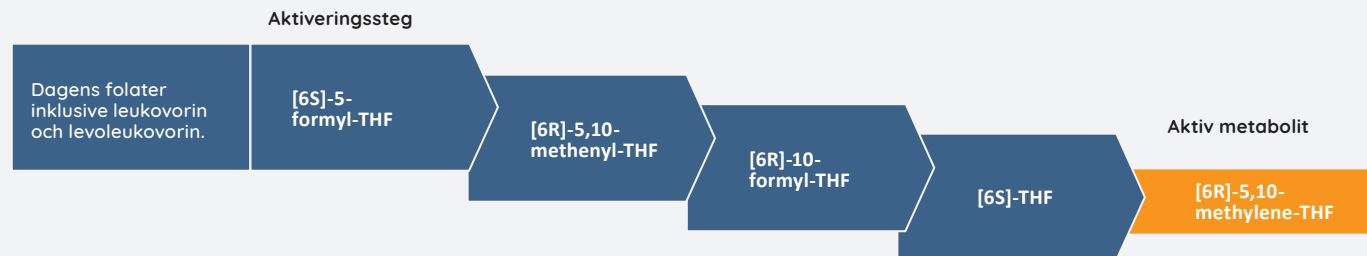 Aktiveringssteg
Dagens folater
inklusive leukovorin
och levoleukovorin.
[6S]-5-
formyl-THF
[6R]-5,10-
methenyl-THF
[6R]-10-
formyl-THF
[6S]-THF
Aktiv metabolit
[6R]-5,10-
methylene-THF